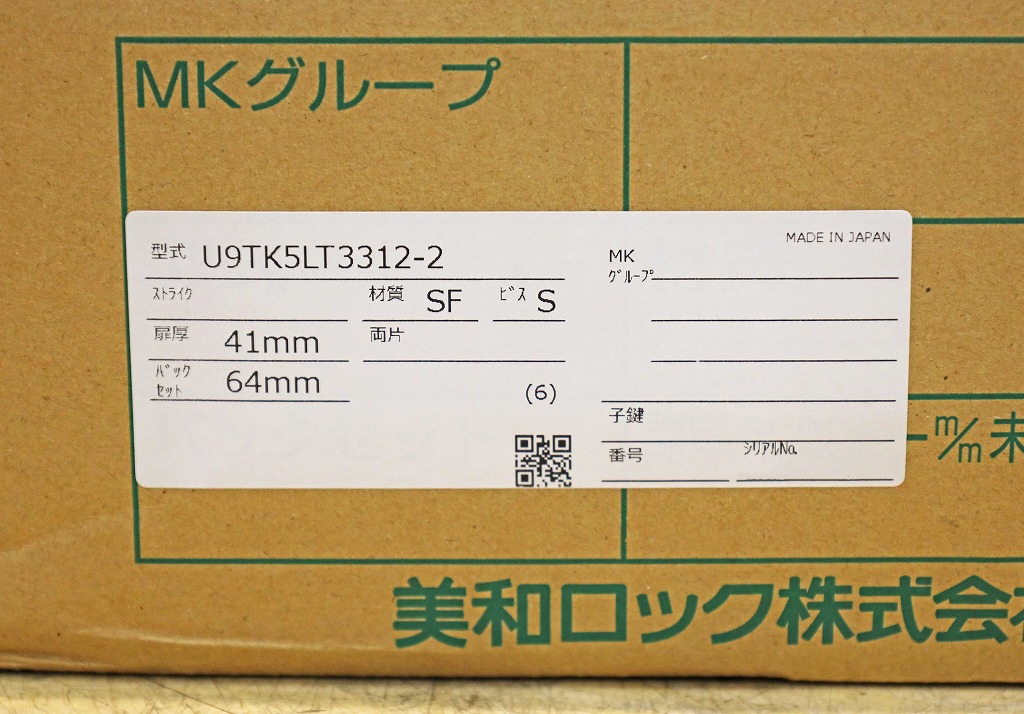 MKグループ
MADE IN JAPAN
型式 U9TK5LT3312-2
MK
グループ
ストライク
材質 SF
ビス S
扉厚 41mm
両片
バック
セット 64mm
(6)
子鍵
番号
シリアルNo.
m/m未
美和ロック株式会